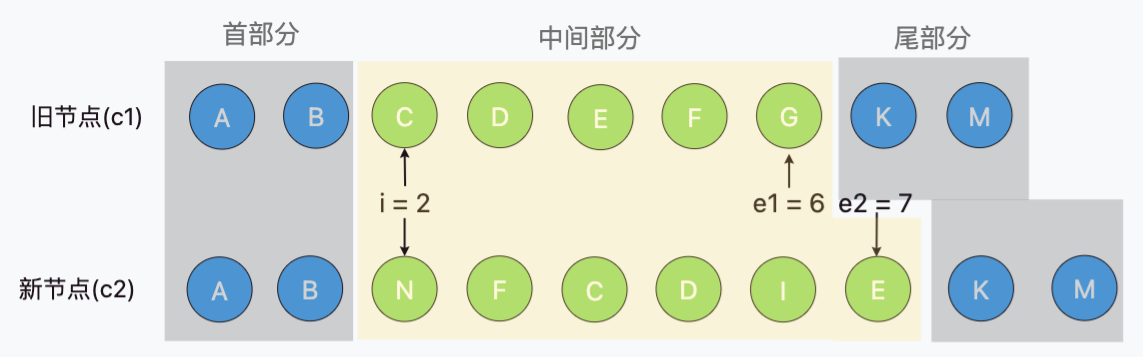 首部分 中间部分 尾部分
旧节点(c1) A B C D E F G K M
i = 2 e1 = 6 e2 = 7
新节点(c2) A B N F C D I E K M